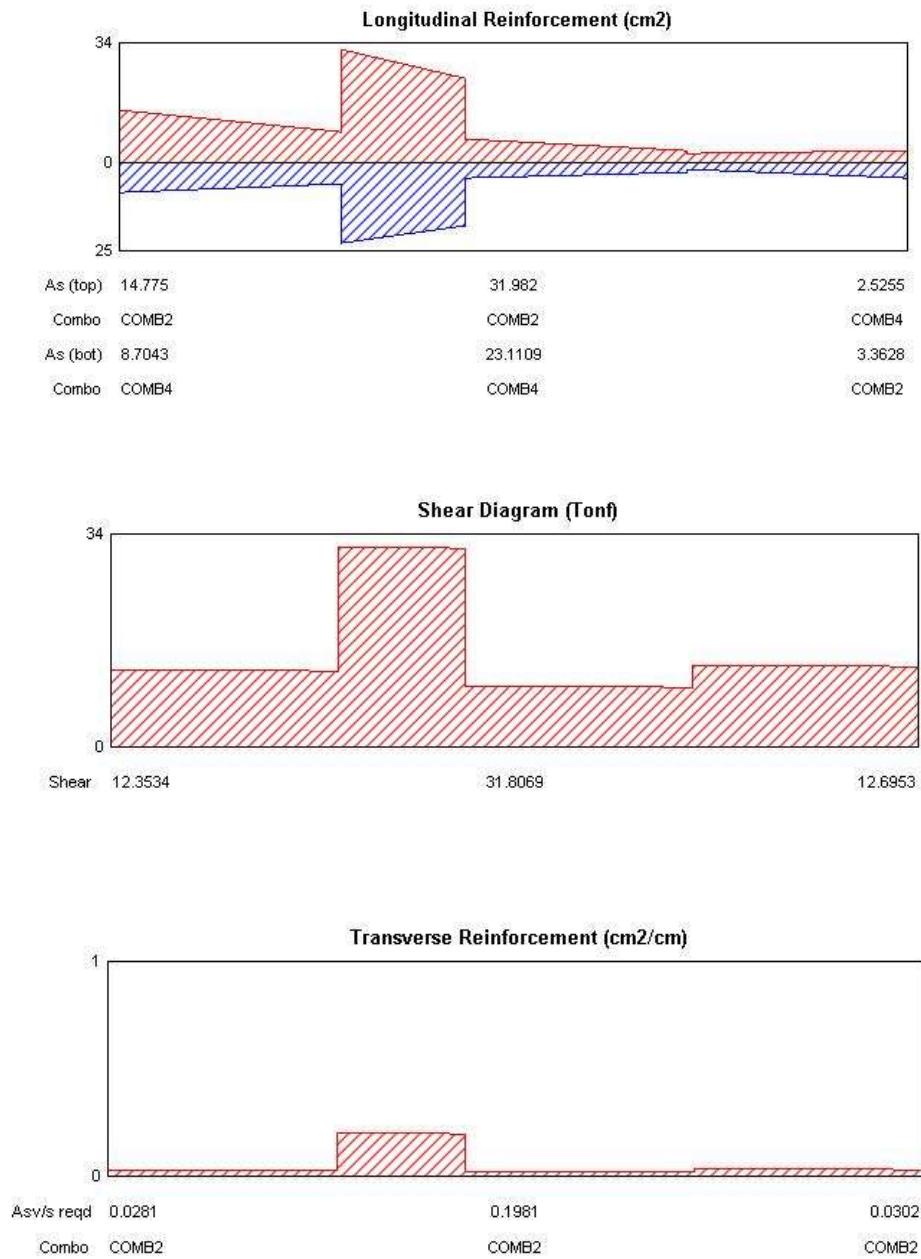 Longitudinal Reinforcement (cm2)
34
0
25
As (top) 14.775 31.982 2.5255
Combo COMB2 COMB2 COMB4
As (bot) 8.7043 23.1109 3.3628
Combo COMB4 COMB4 COMB2
Shear Diagram (Tonf)
34
0
Shear 12.3534 31.8069 12.6953
Transverse Reinforcement (cm2/cm)
1
0
Asv/s reqd 0.0281 0.1981 0.0302
Combo COMB2 COMB2 COMB2